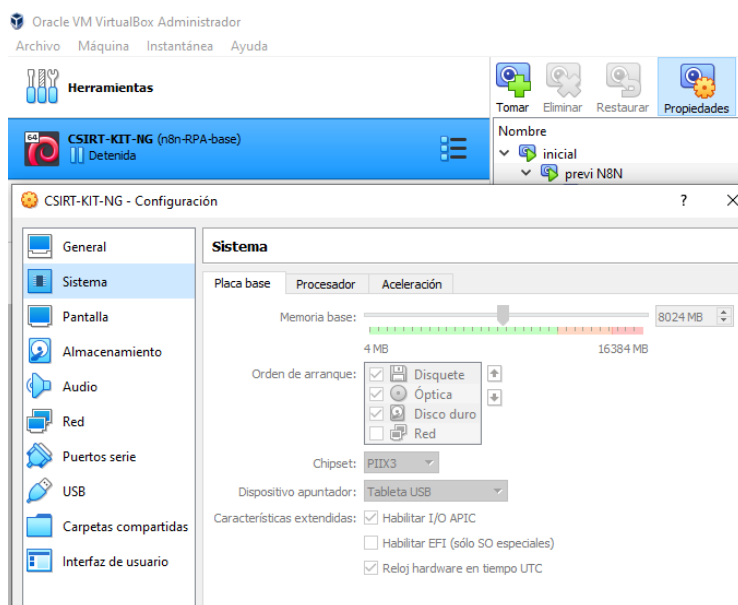 Oracle VM VirtualBox Administrador
Archivo Máquina Instantánea Ayuda
Herramientas
Tomar Eliminar Restaurar Propiedades
64
CSIRT-KIT-NG (n8n-RPA-base)
Detenida
Nombre
inicial
previ N8N
CSIRT-KIT-NG - Configuración ? X
General
Sistema
Pantalla
Almacenamiento
Audio
Red
Puertos serie
USB
Carpetas compartidas
Interfaz de usuario
Sistema
Placa base Procesador Aceleración
Memoria base: 8024 MB
4 MB 16384 MB
Orden de arranque: Disquete
Óptica
Disco duro
Red
Chipset: PIIX3
Dispositivo apuntador: Tableta USB
Características extendidas: Habilitar I/O APIC
Habilitar EFI (sólo SO especiales)
Reloj hardware en tiempo UTC